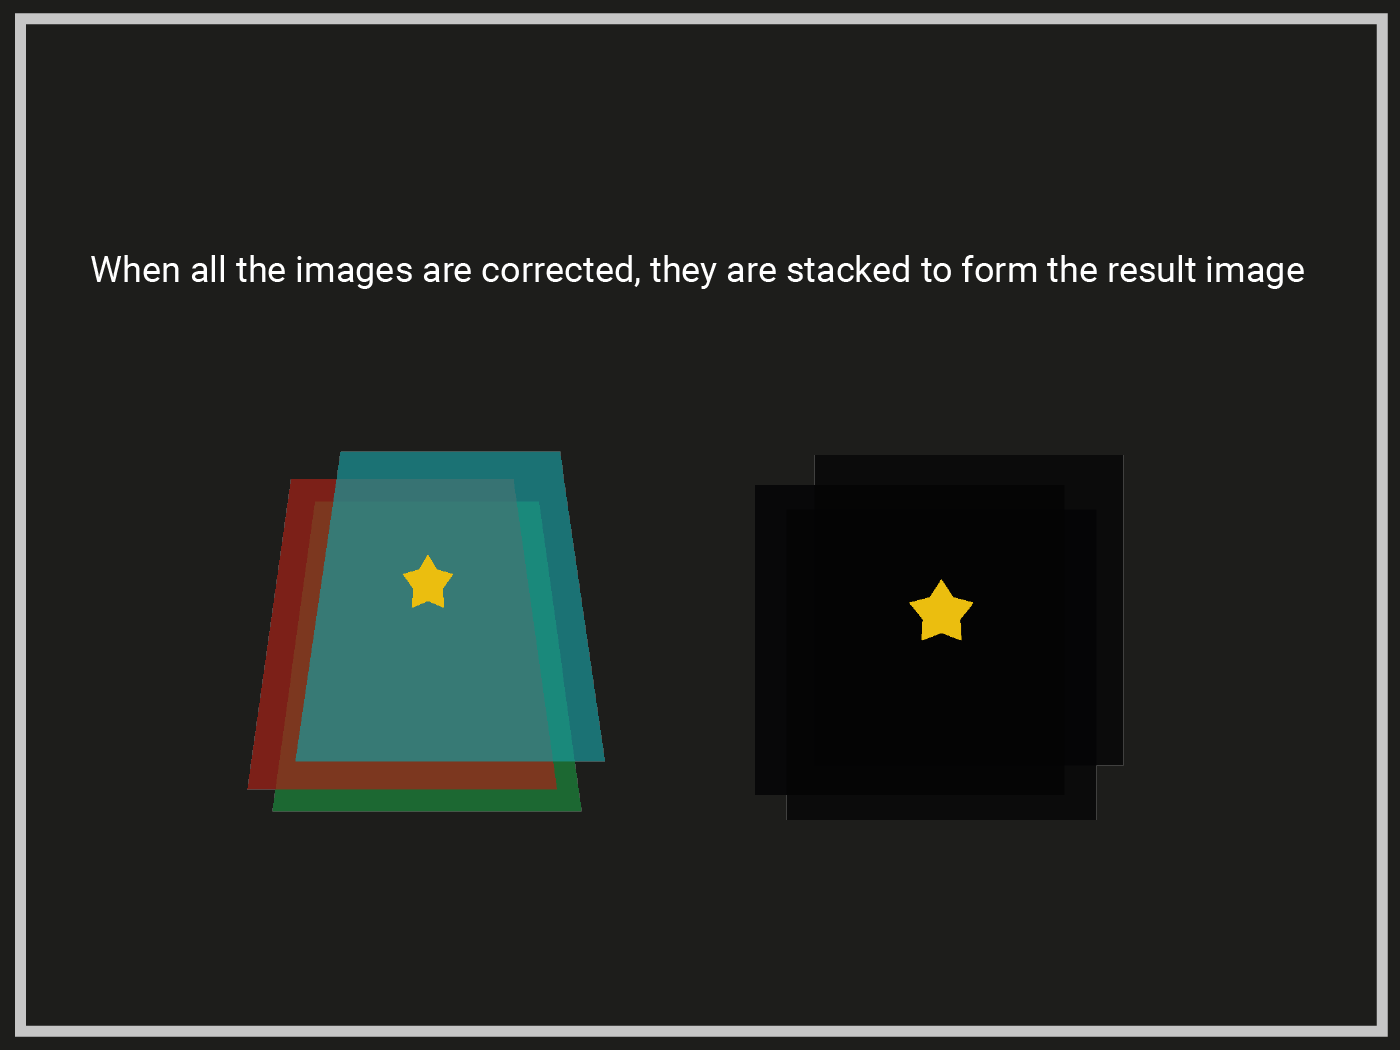 When all the images are corrected, they are stacked to form the result image